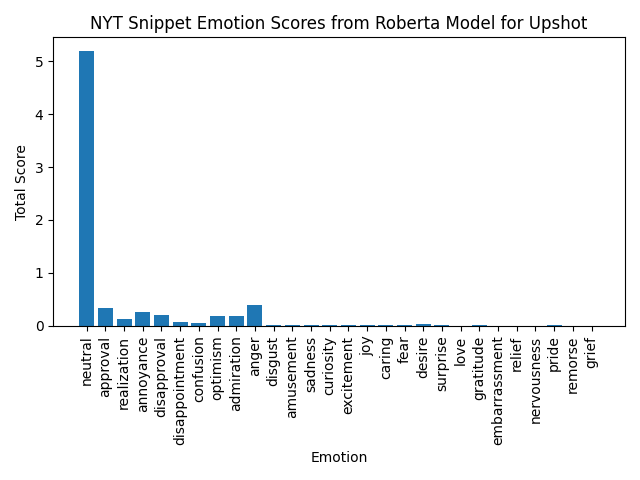 NYT Snippet Emotion Scores from Roberta Model for Upshot
Total Score
5
4
3
2
1
0
neutral
approval
realization
annoyance
disapproval
disappointment
confusion
optimism
admiration
anger
disgust
amusement
sadness
curiosity
excitement
joy
caring
fear
desire
surprise
love
gratitude
embarrassment
relief
nervousness
pride
remorse
grief
Emotion